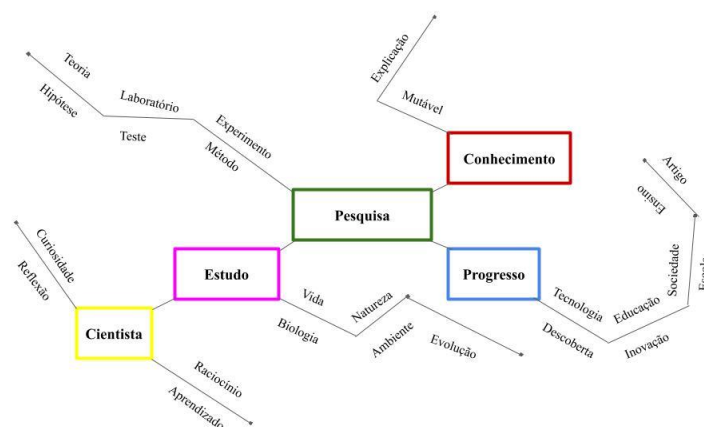 Teoria
Hipótese
Laboratório
Teste
Experimento
Método
Explicação
Mutável
Conhecimento
Pesquisa
Artigo
Ensino
Curiosidade
Reflexão
Estudo
Progresso
Sociedade
Vida
Biologia
Natureza
Ambiente
Evolução
Tecnologia
Descoberta
Educação
Inovação
Cientista
Raciocínio
Aprendizado